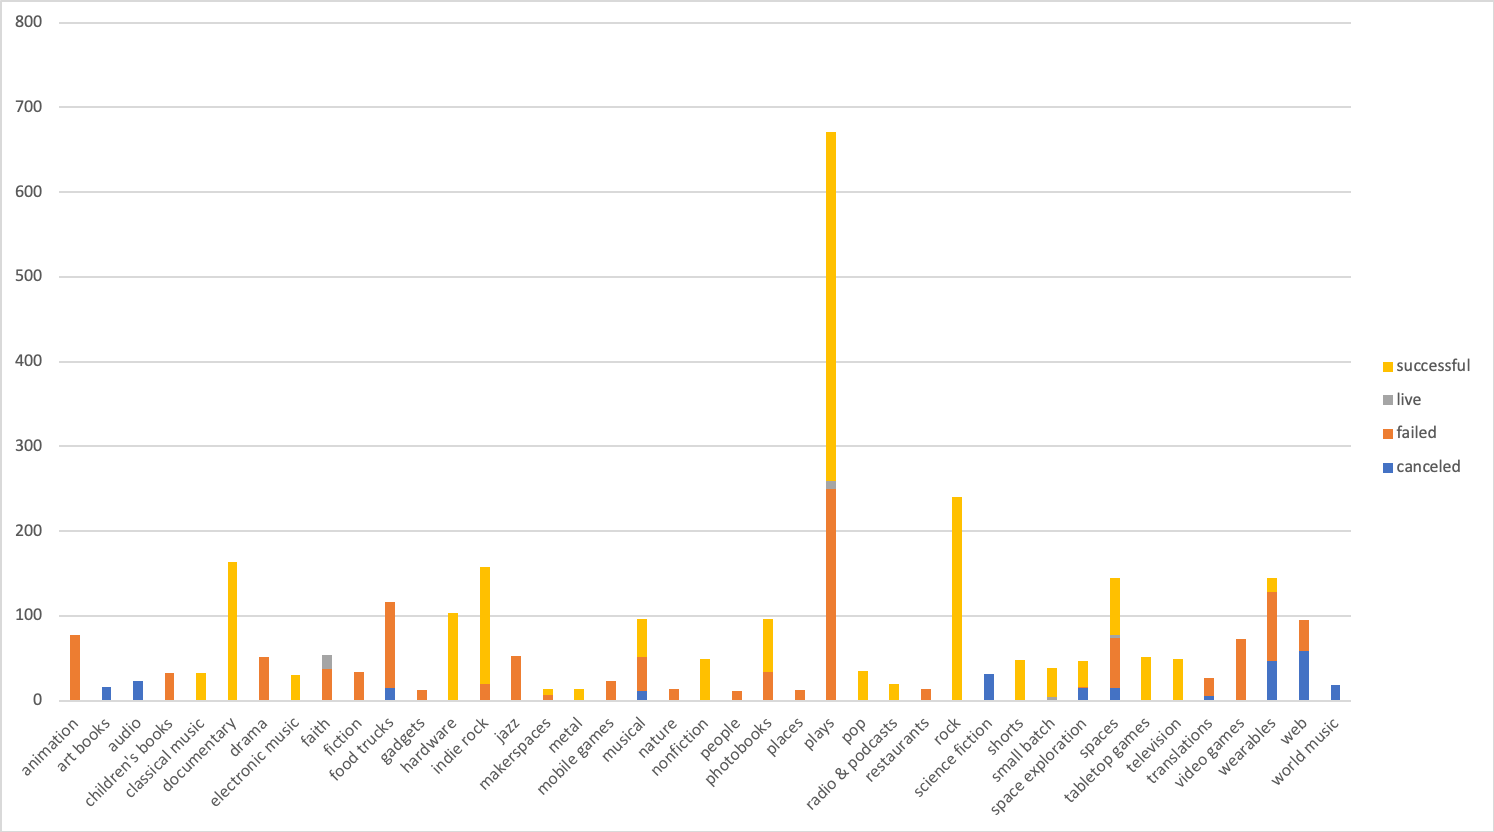 800
700
600
500
400
300
200
100
0
animation
art books
audio
children's books
classical music
documentary
drama
electronic music
faith
fiction
food trucks
gadgets
hardware
indie rock
jazz
makerspaces
metal
mobile games
musical
nature
nonfiction
people
photobooks
places
plays
pop
radio & podcasts
restaurants
rock
science fiction
shorts
small batch
space exploration
spaces
tabletop games
television
translations
video games
wearables
web
world music
successful
live
failed
canceled